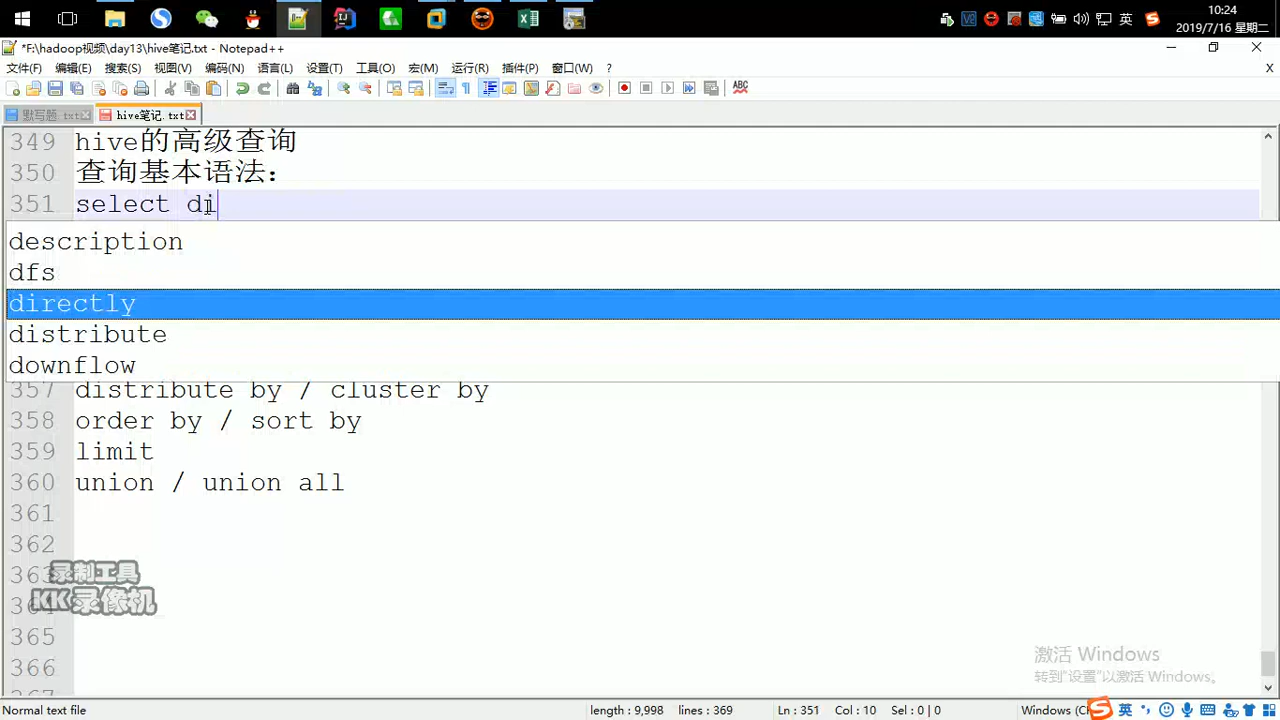 10:24
英
2019/7/16 星期二
*F:\hadoop视频\day13\hive笔记.txt - Notepad++
文件(F) 编辑(E) 搜索(S) 视图(V) 编码(N) 语言(L) 设置(T) 工具(O) 宏(M) 运行(R) 插件(P) 窗口(W) ? X
默写题.txt hive笔记.txt
349 hive的高级查询
350 查询基本语法:
351 select di
description
dfs
directly
distribute
downflow
357 distribute by / cluster by
358 order by / sort by
359 limit
360 union / union all
361
362
363
录制工具
KK录像机
365
366
367
激活 Windows
转到"设置"以激活 Windows。
Normal text file length : 9,998 lines : 369 Ln : 351 Col : 10 Sel : 0 | 0 Windows (C 英